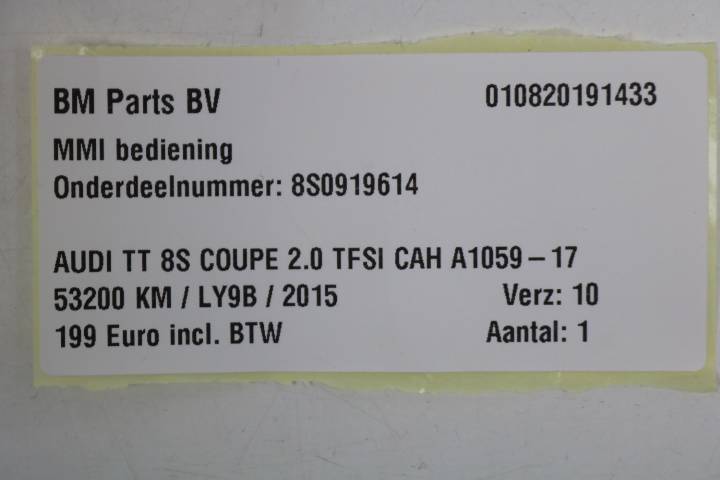 BM Parts BV 010820191433
MMI bediening
Onderdeelnummer: 8S0919614
AUDI TT 8S COUPE 2.0 TFSI CAH A1059-17
53200 KM / LY9B / 2015 Verz: 10
199 Euro incl. BTW Aantal: 1